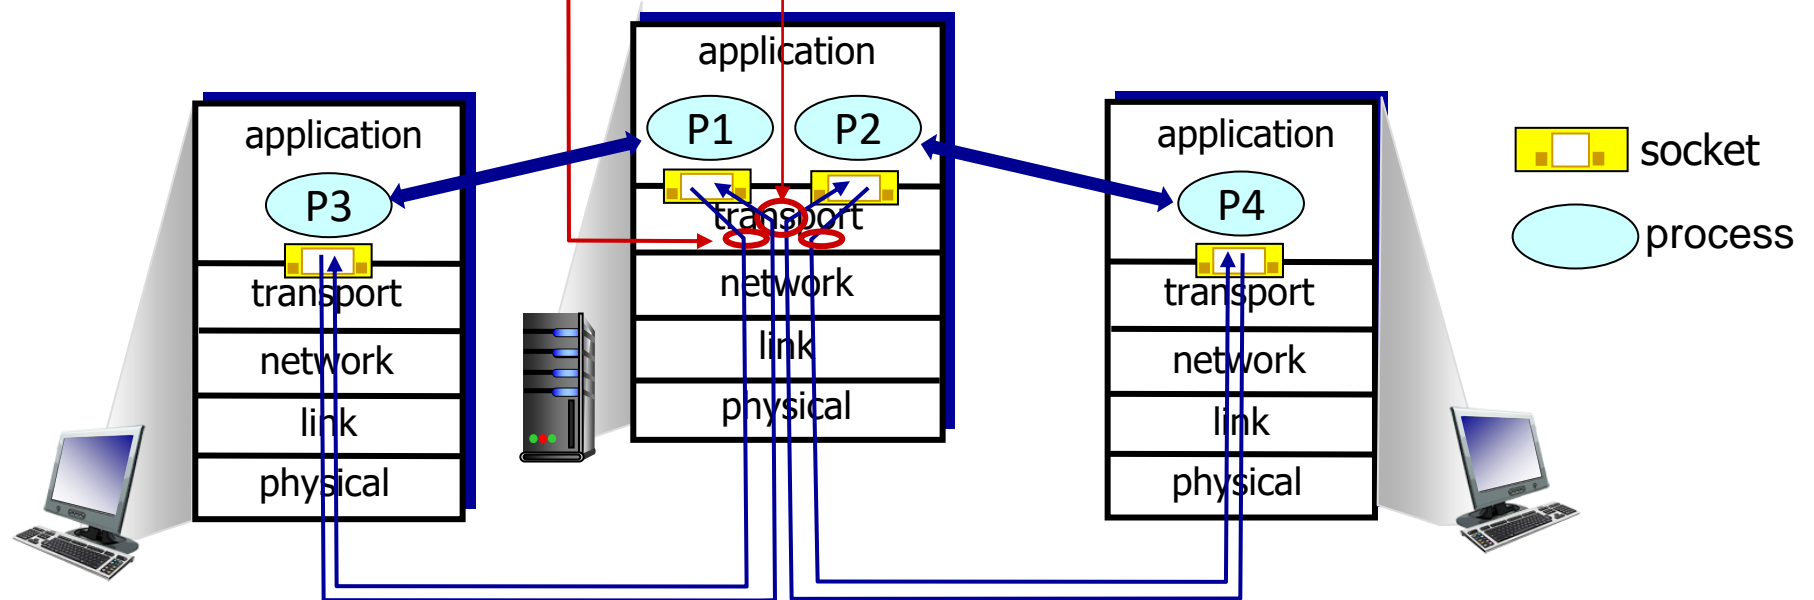 application
P3
transport
network
link
physical
application
P1
P2
transport
network
link
physical
application
P4
transport
network
link
physical
socket
process